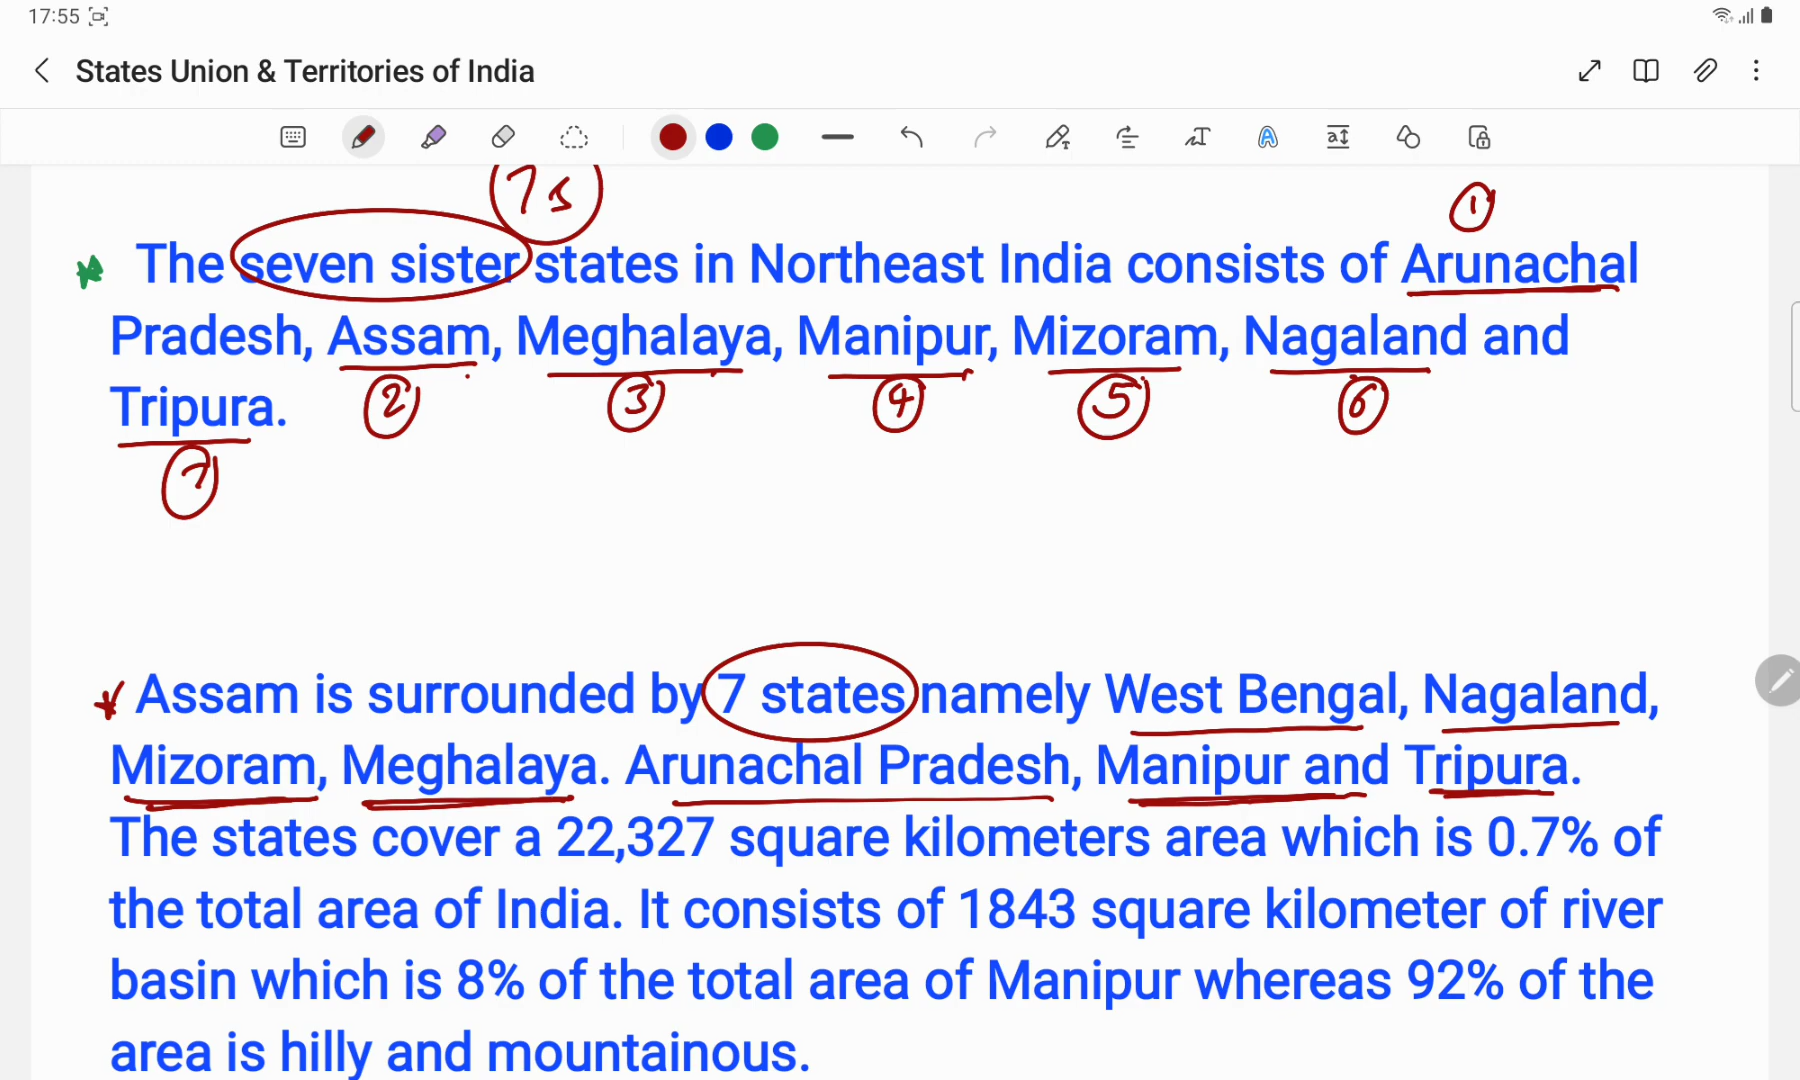 17:55
States Union & Territories of India
7s
1
The seven sister states in Northeast India consists of Arunachal
Pradesh, Assam, Meghalaya, Manipur, Mizoram, Nagaland and
2 3 4 5 6
Tripura.
7
Assam is surrounded by 7 states namely West Bengal, Nagaland,
Mizoram, Meghalaya. Arunachal Pradesh, Manipur and Tripura.
The states cover a 22,327 square kilometers area which is 0.7% of
the total area of India. It consists of 1843 square kilometer of river
basin which is 8% of the total area of Manipur whereas 92% of the
area is hilly and mountainous.